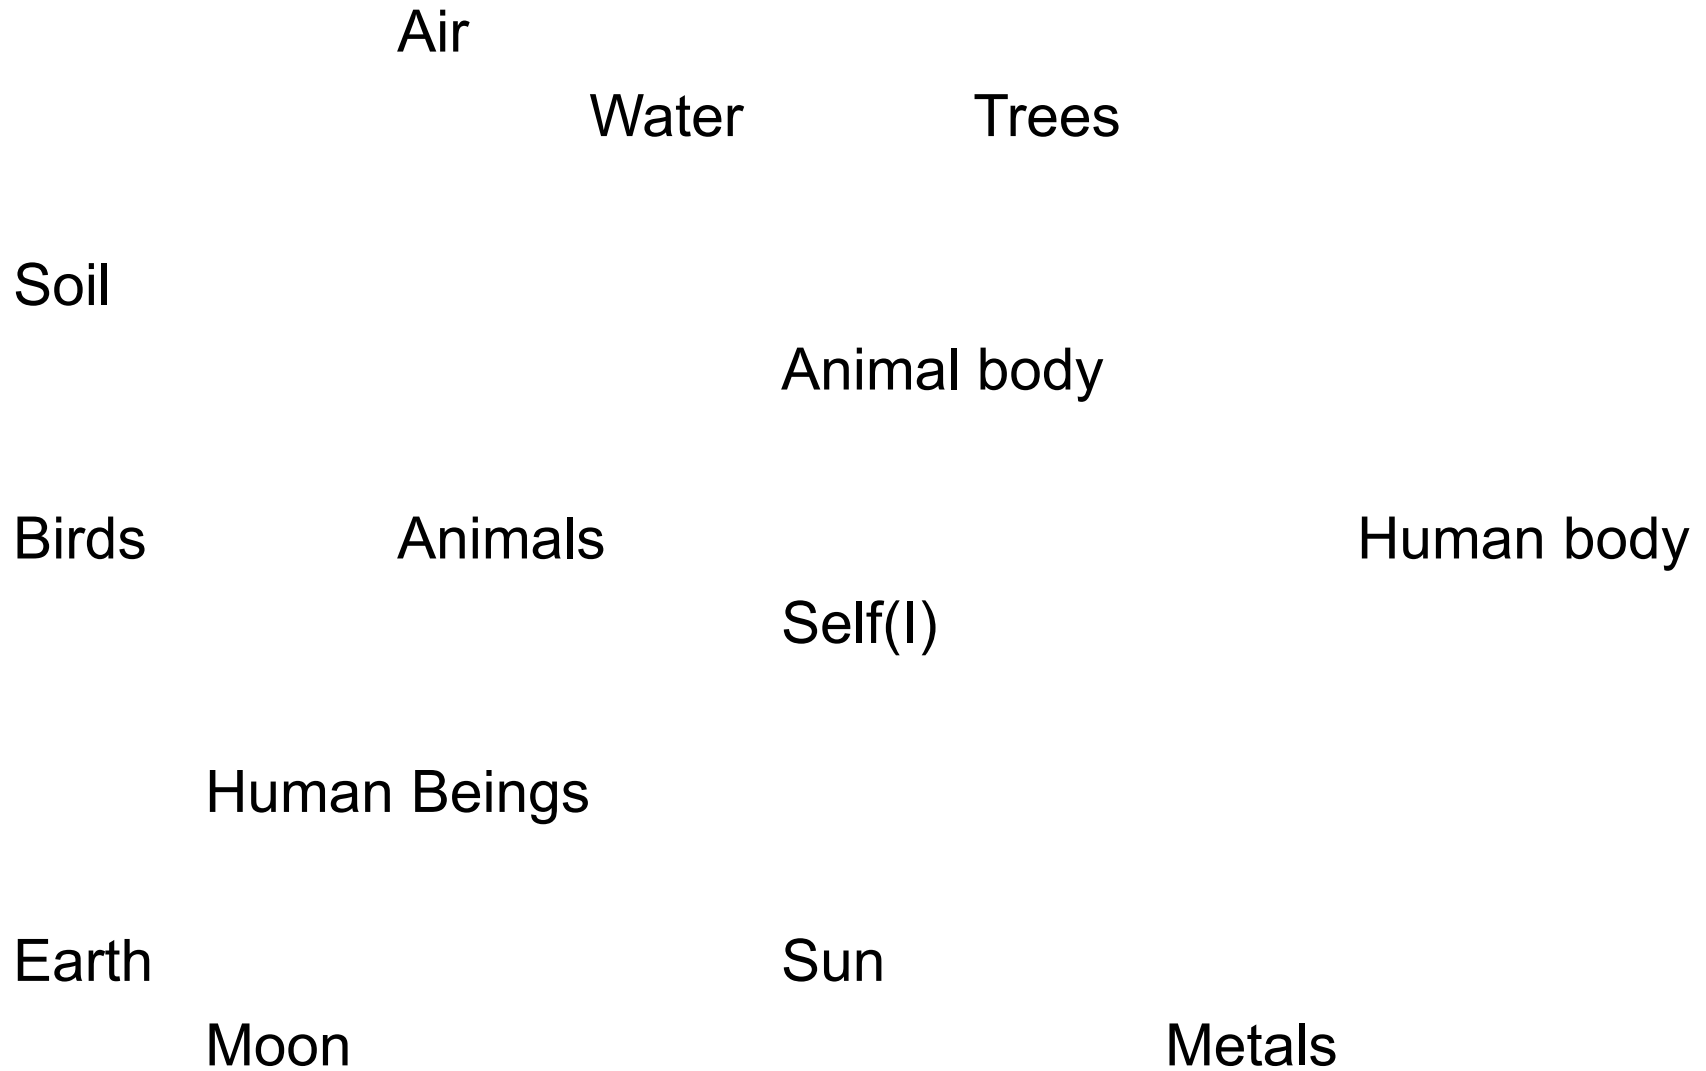 Air
Water Trees
Soil
Animal body
Birds Animals Human body
Self(I)
Human Beings
Earth Sun
Moon Metals